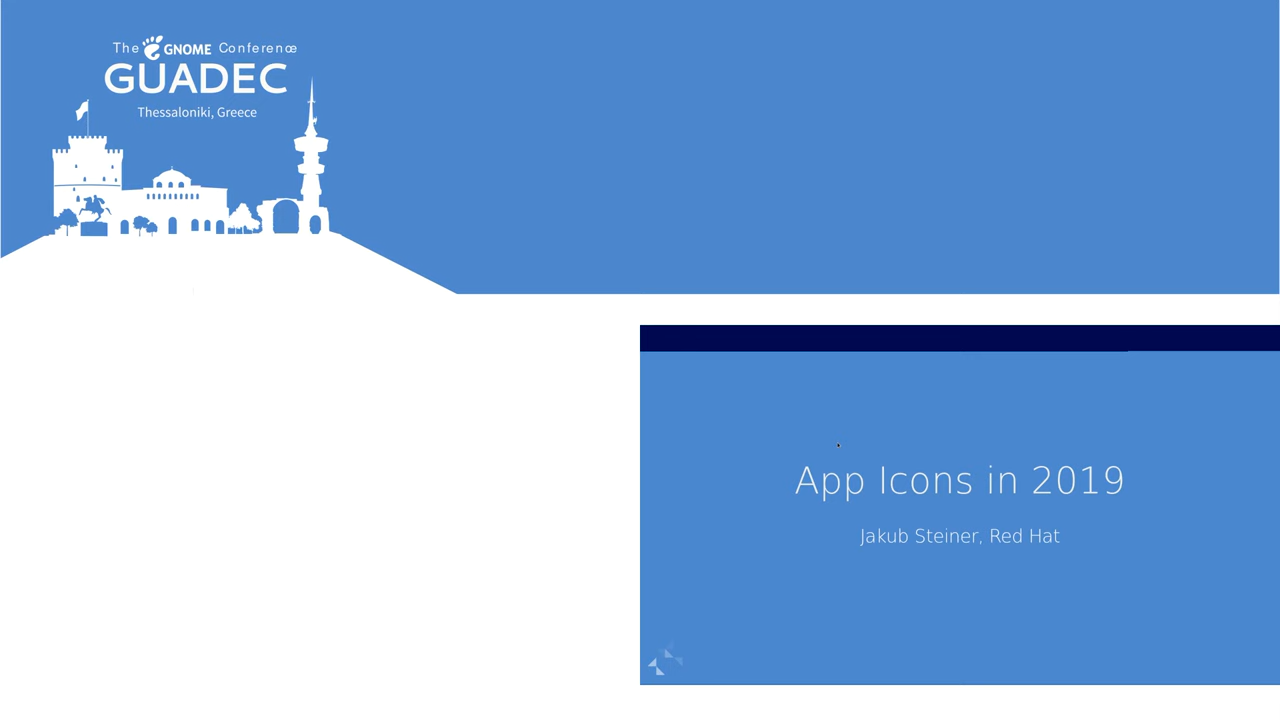 The GNOME Conference
GUADEC
Thessaloniki, Greece
App Icons in 2019
Jakub Steiner, Red Hat